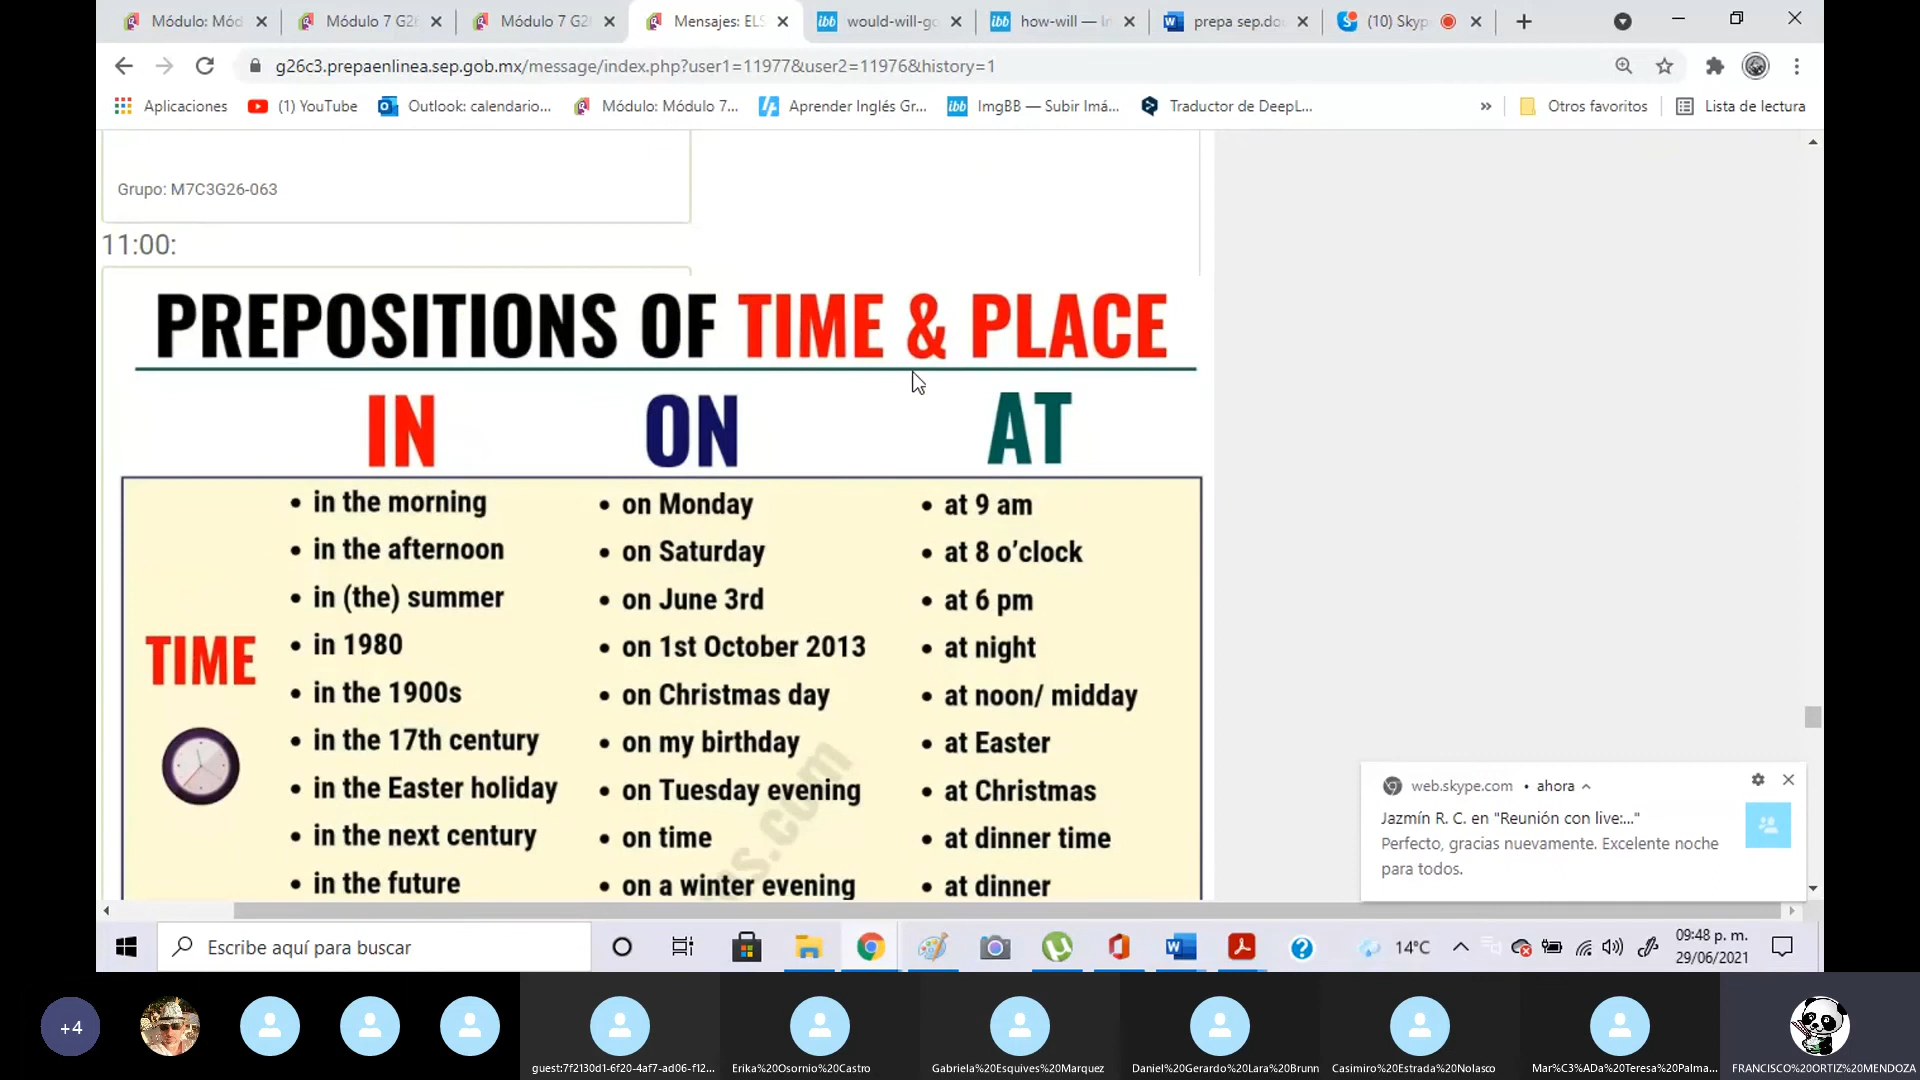 Módulo: Mód
Módulo 7 G2
Módulo 7 G2
Mensajes: ELS
would-will-go
how-will — I
prepa sep.do
(10) Skyp
g26c3.prepaenlinea.sep.gob.mx/message/index.php?user1=11977&user2=11976&history=1
Aplicaciones
(1) YouTube
Outlook: calendario...
Módulo: Módulo 7...
Aprender Inglés Gr...
ImgBB — Subir Imá...
Traductor de DeepL...
»
Otros favoritos
Lista de lectura
Grupo: M7C3G26-063
11:00:
PREPOSITIONS OF TIME & PLACE
IN
ON
AT
TIME
• in the morning
• in the afternoon
• in (the) summer
• in 1980
• in the 1900s
• in the 17th century
• in the Easter holiday
• in the next century
• in the future
• on Monday
• on Saturday
• on June 3rd
• on 1st October 2013
• on Christmas day
• on my birthday
• on Tuesday evening
• on time
• on a winter evening
• at 9 am
• at 8 o’clock
• at 6 pm
• at night
• at noon/ midday
• at Easter
• at Christmas
• at dinner time
• at dinner
web.skype.com • ahora
Jazmín R. C. en "Reunión con live:..."
Perfecto, gracias nuevamente. Excelente noche
para todos.
Escribe aquí para buscar
14°C
09:48 p. m.
29/06/2021
+4
guest:7f2130d1-6f20-4af7-ad06-f12...
Erika%20Osornio%20Castro
Gabriela%20Esquives%20Marquez
Daniel%20Gerardo%20Lara%20Brunn
Casimiro%20Estrada%20Nolasco
Mar%C3%ADa Teresa%20Palma...
FRANCISCO%20ORTIZ%20MENDOZA